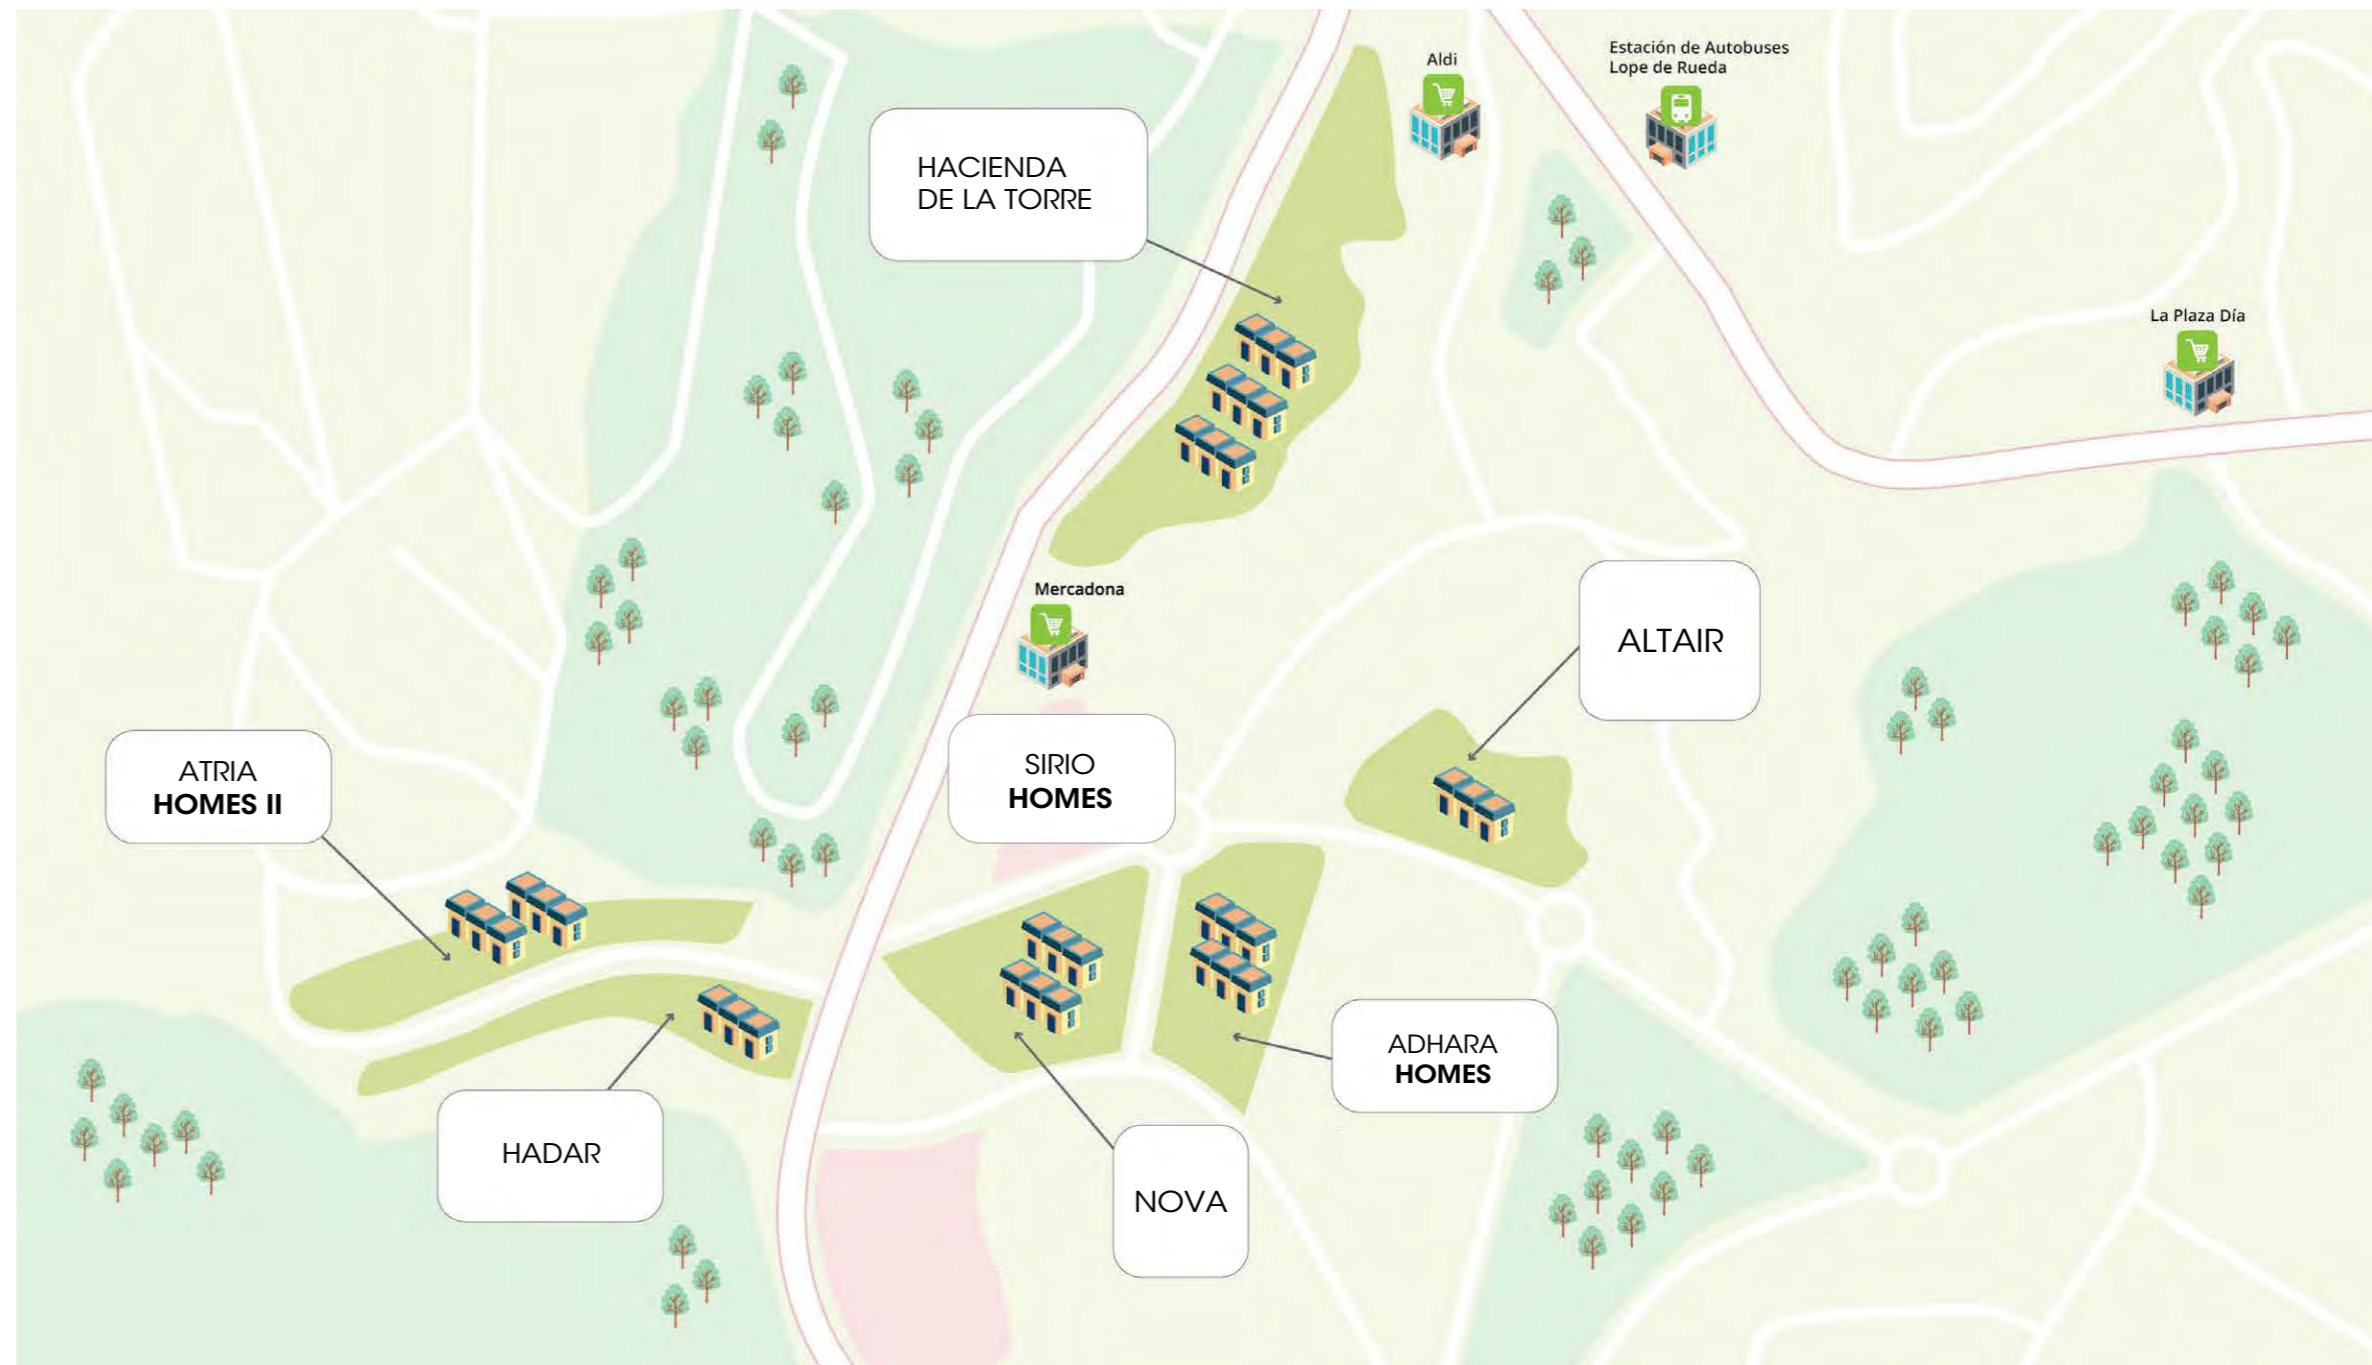 Estación de Autobuses
Lope de Rueda
Aldi
HACIENDA
DE LA TORRE
La Plaza Día
Mercadona
ALTAIR
ATRIA
HOMES II
SIRIO
HOMES
ADHARA
HOMES
HADAR
NOVA